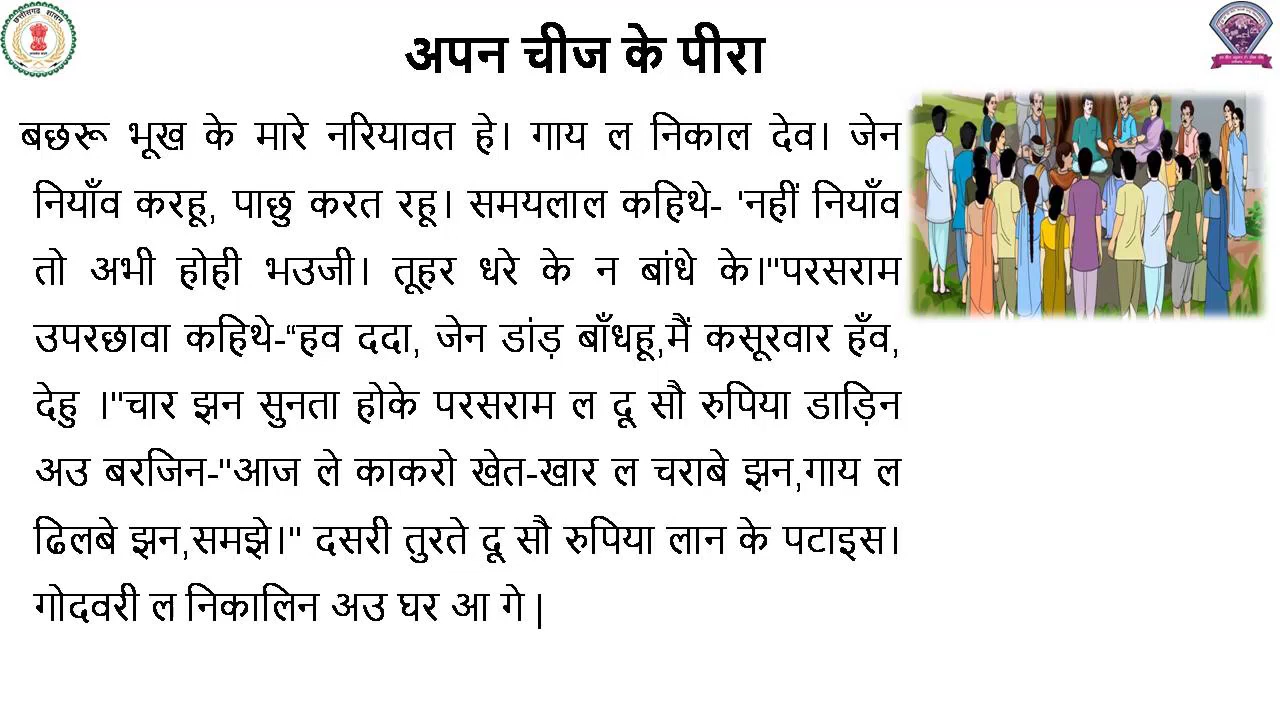 अपन चीज के पीरा
बछरू भूख के मारे नरियावत हे। गाय ल निकाल देव। जेन
नियाँव करहू, पाछु करत रहू। समयलाल कहिथे- 'नहीं नियाँव
तो अभी होही भउजी। तूहर धरे के न बांधे के।"परसराम
उपरछावा कहिथे-“हव ददा, जेन डांड़ बाँधहू,मैं कसूरवार हँव,
देहु ।"चार झन सुनता होके परसराम ल दू सौ रुपिया डाड़िन
अउ बरजिन-"आज ले काकरो खेत-खार ल चराबे झन,गाय ल
ढिलबे झन,समझे।" दसरी तुरते दू सौ रुपिया लान के पटाइस।
गोदवरी ल निकालिन अउ घर आ गे |